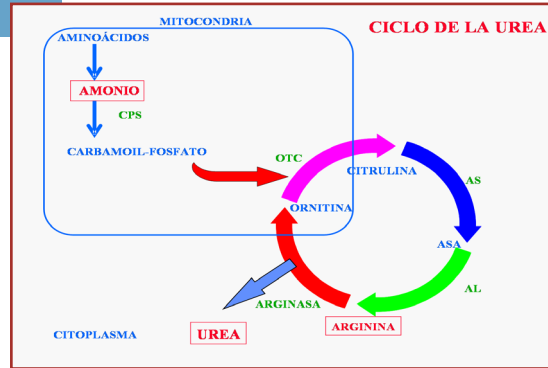 MITOCONDRIA
CICLO DE LA UREA
AMINOÁCIDOS
AMONIO
CPS
CARBAMOIL-FOSFATO
OTC
CITRULINA
AS
ORNITINA
ASA
AL
ARGINASA
ARGININA
UREA
CITOPLASMA